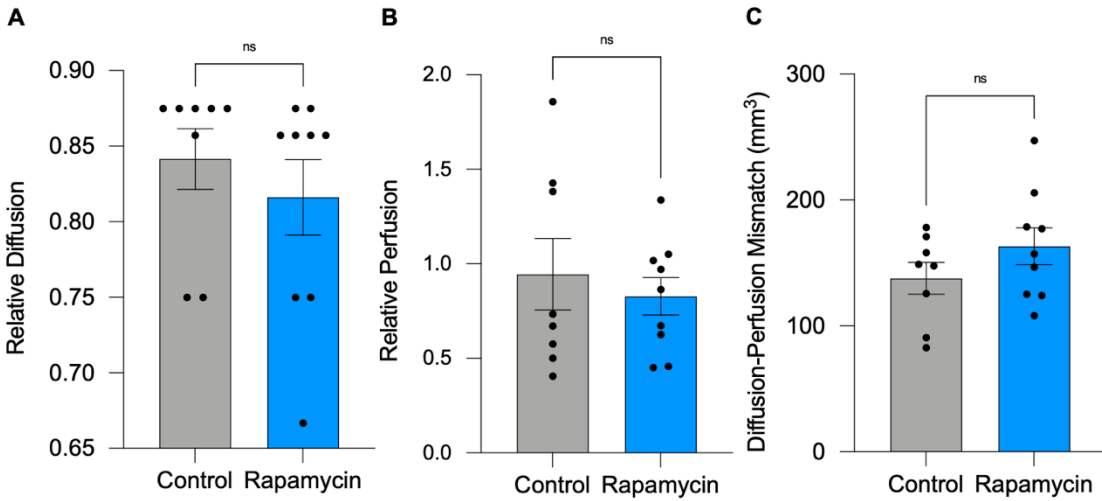 A
ns
0.90
0.85
0.80
0.75
0.70
0.65
Relative Diffusion
Control Rapamycin
B
ns
2.0
1.5
1.0
0.5
0.0
Relative Perfusion
Control Rapamycin
C
ns
300
200
100
0
Diffusion-Perfusion Mismatch (mm³)
Control Rapamycin